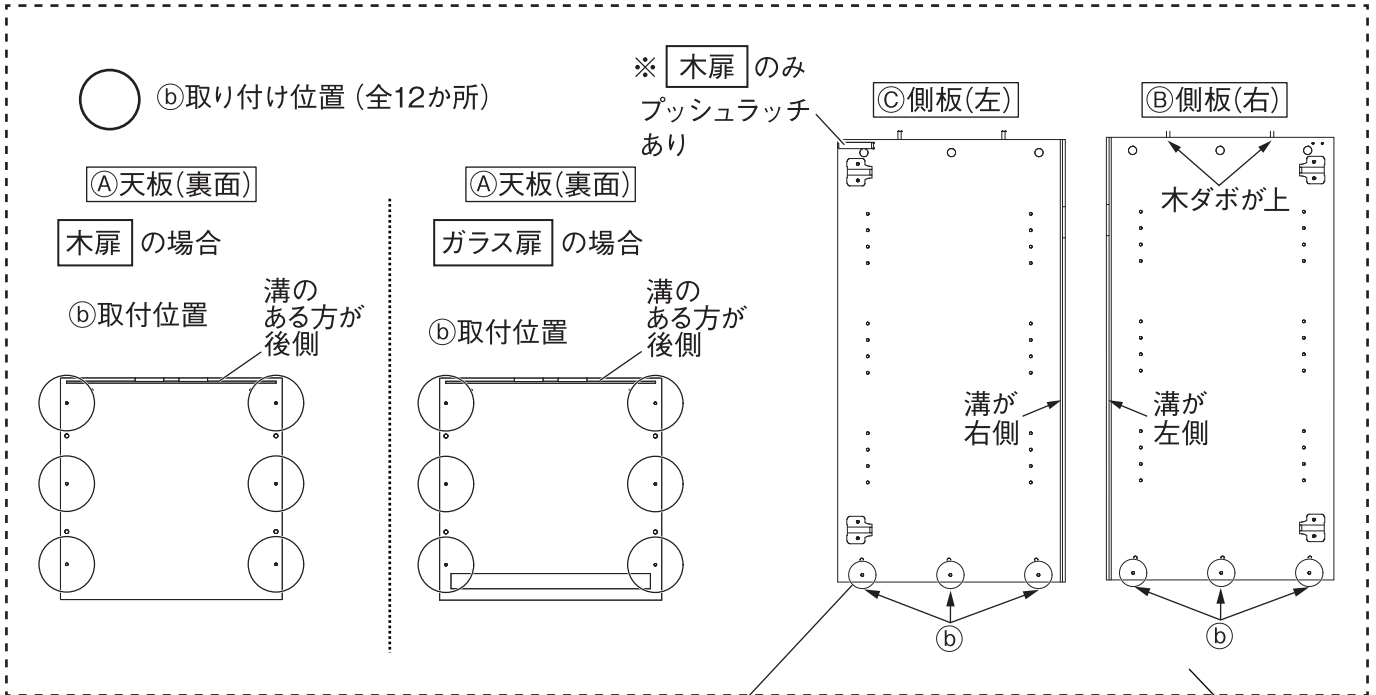 ⓑ取り付け位置（全12か所）
Ⓐ天板(裏面)
木扉 の場合
ⓑ取付位置
溝の
ある方が
後側
Ⓐ天板(裏面)
ガラス扉 の場合
ⓑ取付位置
溝の
ある方が
後側
※ 木扉 のみ
プッシュラッチ
あり
Ⓒ側板(左)
溝が
右側
ⓑ
Ⓑ側板(右)
木ダボが上
溝が
左側
ⓑ